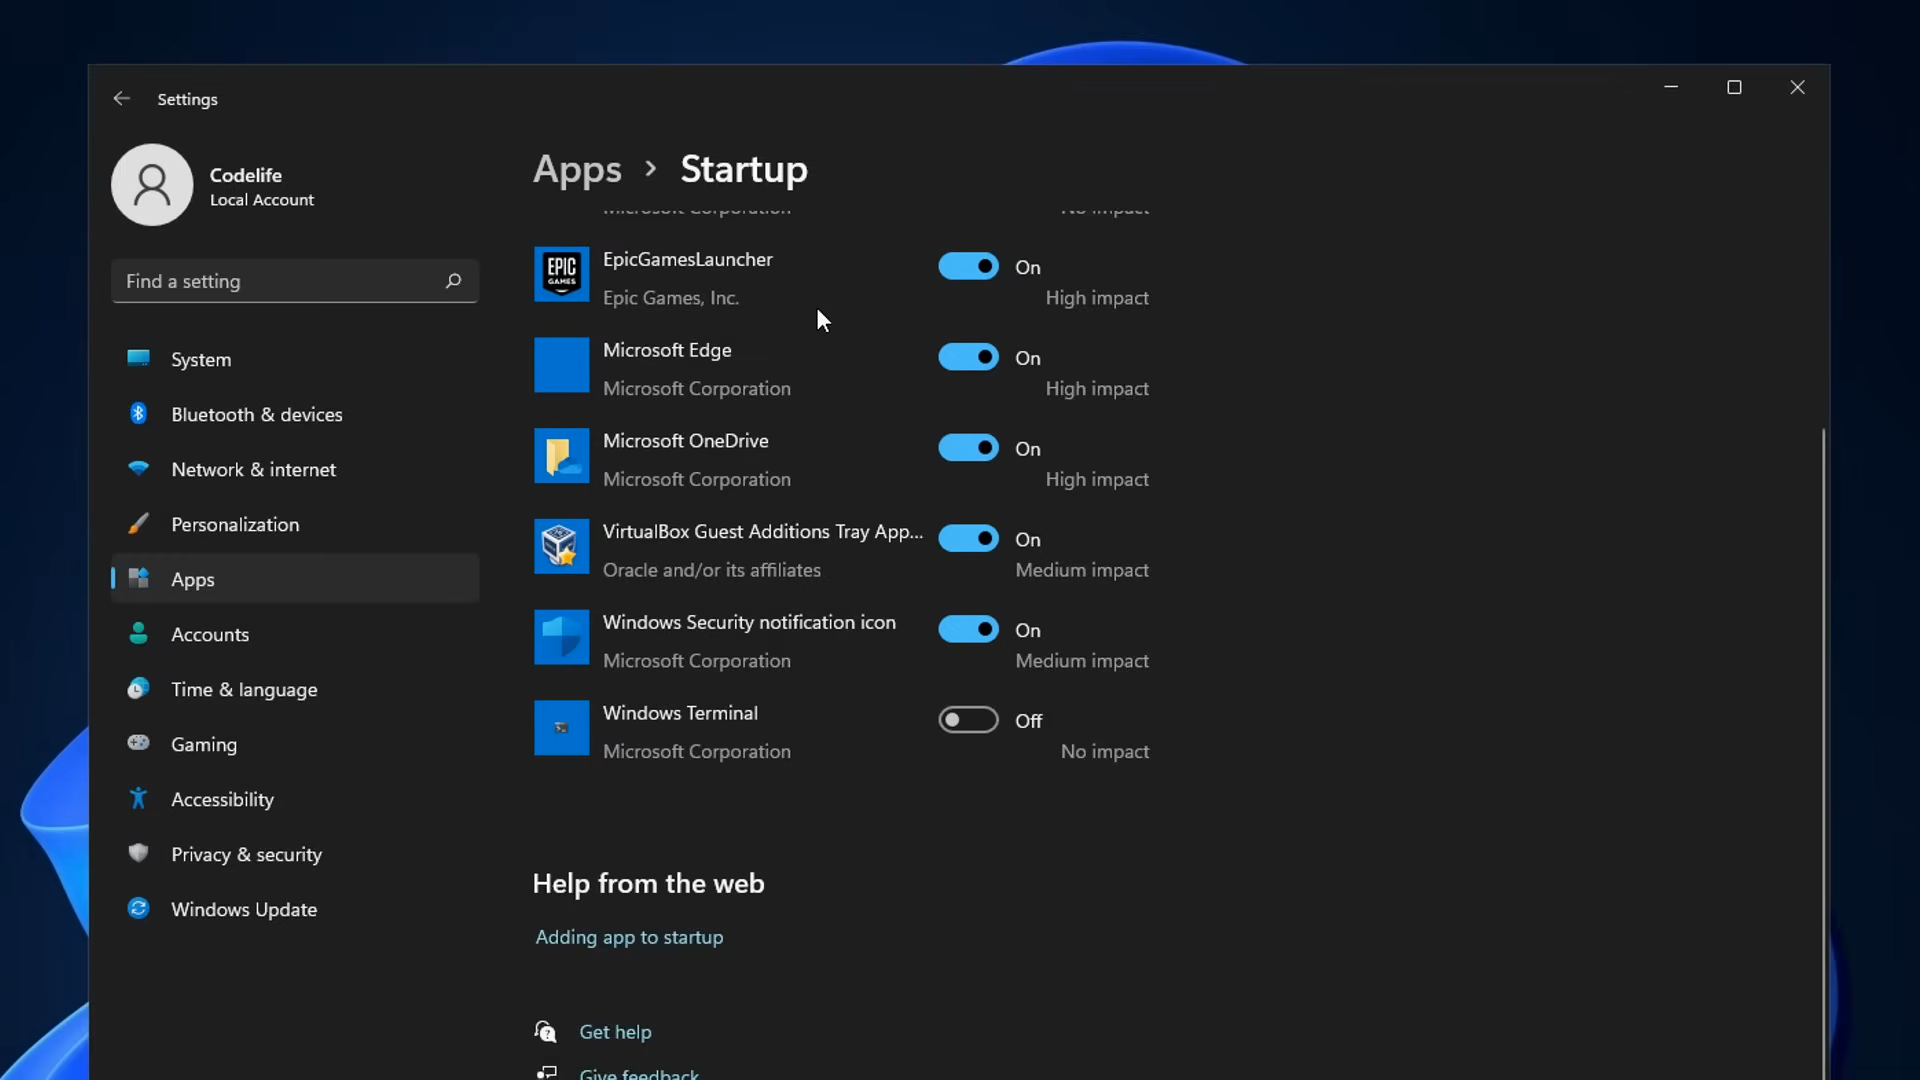 Settings
Codelife
Local Account
Find a setting
System
Bluetooth & devices
Network & internet
Personalization
Apps
Accounts
Time & language
Gaming
Accessibility
Privacy & security
Windows Update
Apps > Startup
Microsoft Corporation
No impact
EPIC
GAMES
EpicGamesLauncher
On
Epic Games, Inc.
High impact
Microsoft Edge
On
Microsoft Corporation
High impact
Microsoft OneDrive
On
Microsoft Corporation
High impact
VirtualBox Guest Additions Tray App...
On
Oracle and/or its affiliates
Medium impact
Windows Security notification icon
On
Microsoft Corporation
Medium impact
Windows Terminal
Off
Microsoft Corporation
No impact
Help from the web
Adding app to startup
Get help
Give feedback